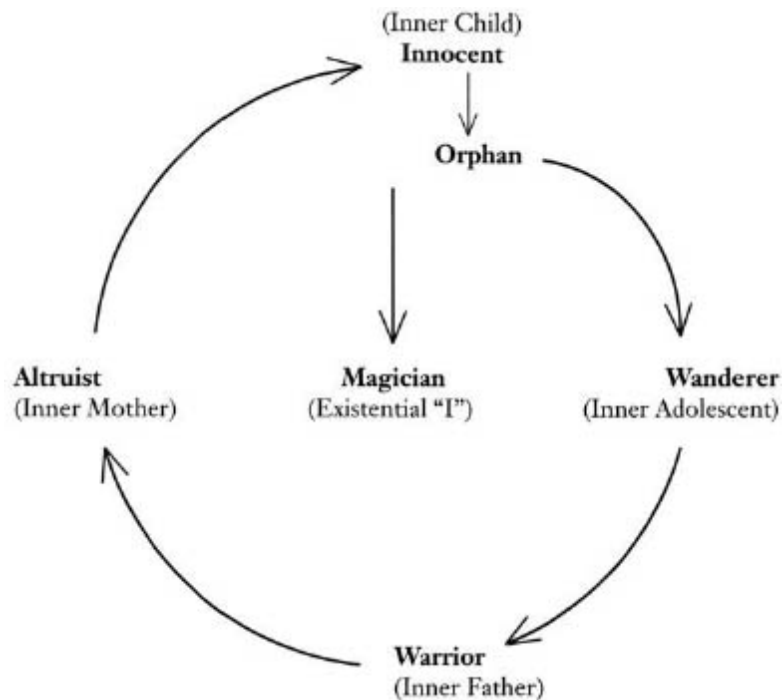 (Inner Child)
Innocent
Orphan
Altruist
(Inner Mother)
Magician
(Existential “I”)
Wanderer
(Inner Adolescent)
Warrior
(Inner Father)